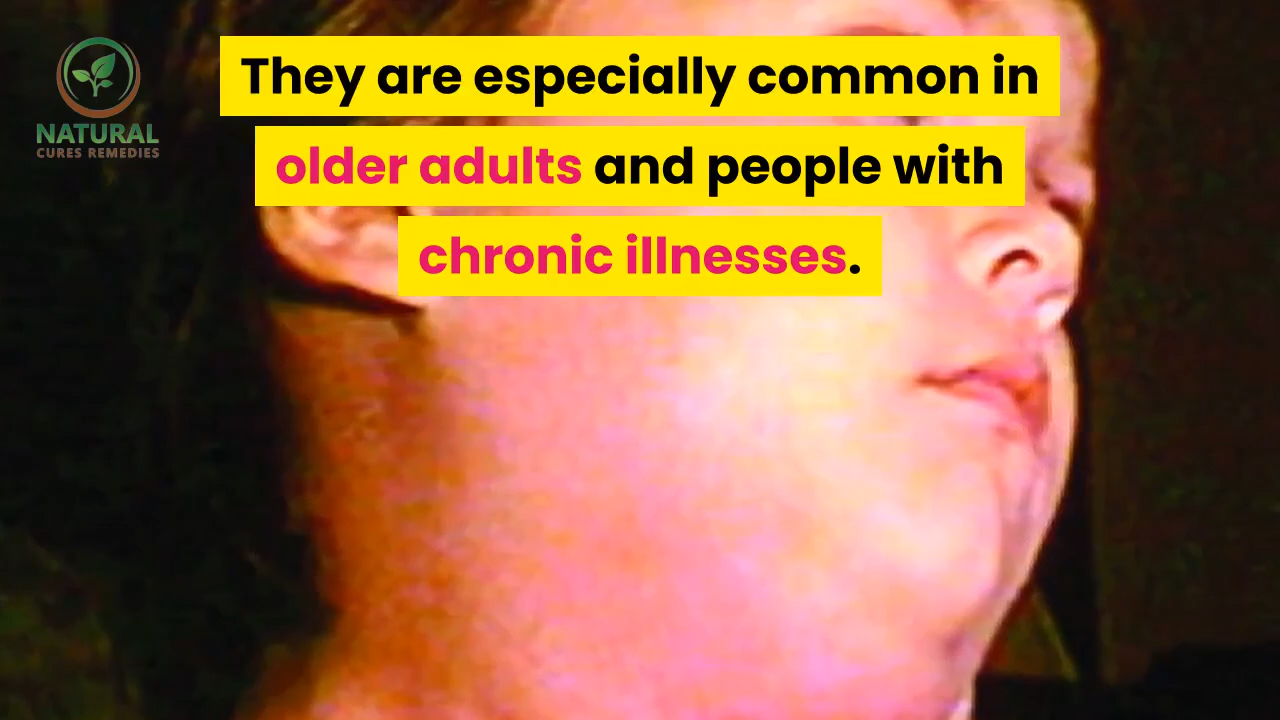 They are especially common in
older adults and people with
chronic illnesses.
NATURAL
CURES REMEDIES